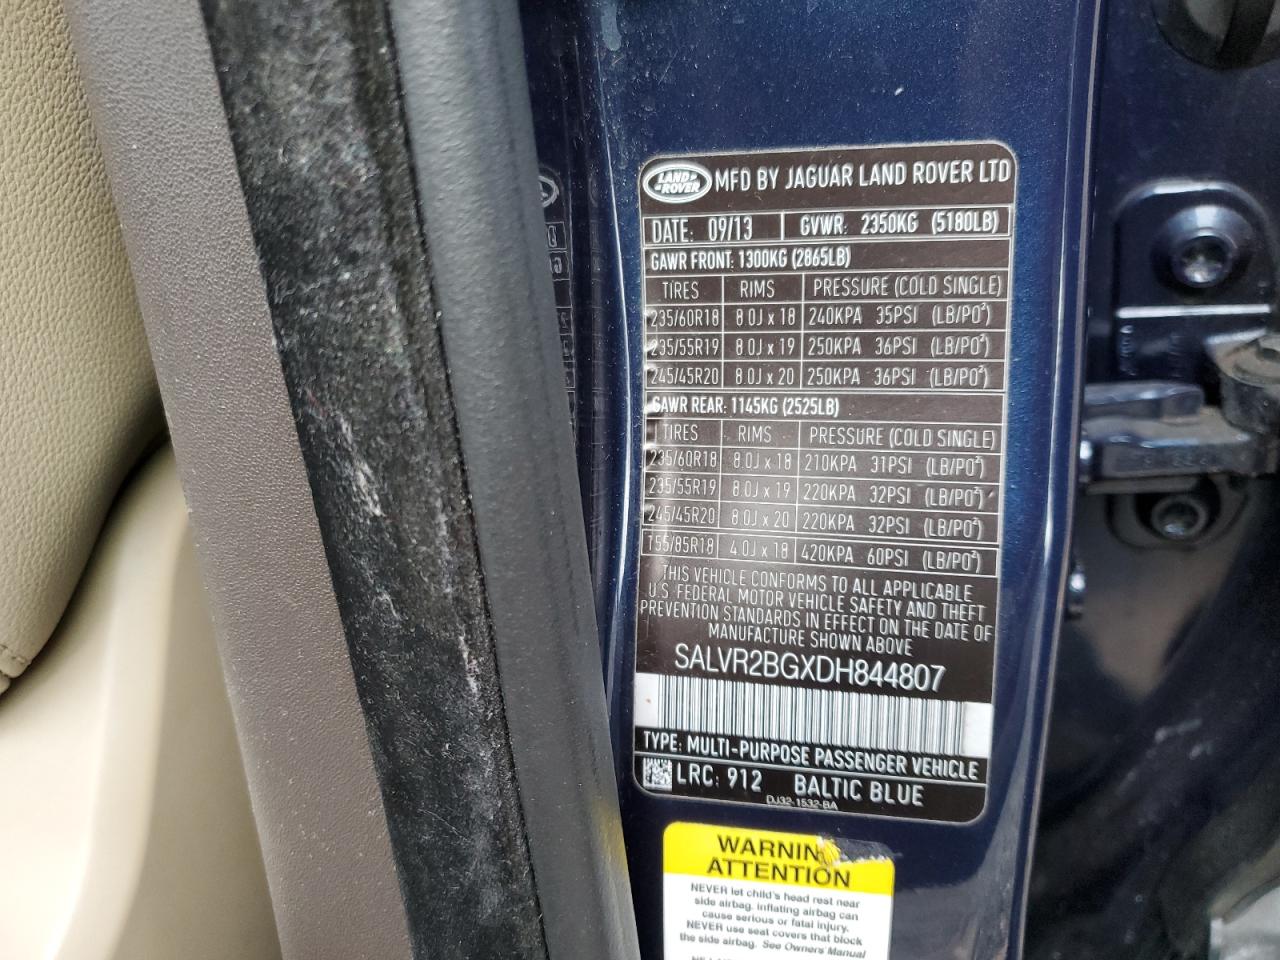 LAND ROVER MFD BY JAGUAR LAND ROVER LTD
DATE: 09/13 GVWR: 2350KG (5180LB)
GAWR FRONT: 1300KG (2865LB)
TIRES RIMS PRESSURE (COLD SINGLE)
235/60R18 8.0J x 18 240KPA 35PSI (LB/PO²)
235/55R19 8.0J x 19 250KPA 36PSI (LB/PO²)
245/45R20 8.0J x 20 250KPA 36PSI (LB/PO²)
GAWR REAR: 1145KG (2525LB)
TIRES RIMS PRESSURE (COLD SINGLE)
235/60R18 8.0J x 18 210KPA 31PSI (LB/PO²)
235/55R19 8.0J x 19 220KPA 32PSI (LB/PO²)
245/45R20 8.0J x 20 220KPA 32PSI (LB/PO²)
T55/85R18 4.0J x 18 420KPA 60PSI (LB/PO²)
THIS VEHICLE CONFORMS TO ALL APPLICABLE
U.S. FEDERAL MOTOR VEHICLE SAFETY AND THEFT
PREVENTION STANDARDS IN EFFECT ON THE DATE OF
MANUFACTURE SHOWN ABOVE
SALVR2BGXDH844807
TYPE: MULTI-PURPOSE PASSENGER VEHICLE
LRC: 912 BALTIC BLUE
DJ32-1532-BA
WARNIN
ATTENTION
NEVER let child's head rest near
side airbag. inflating airbag can
cause serious or fatal injury.
NEVER use seat covers that block
the side airbag. See Owners Manual